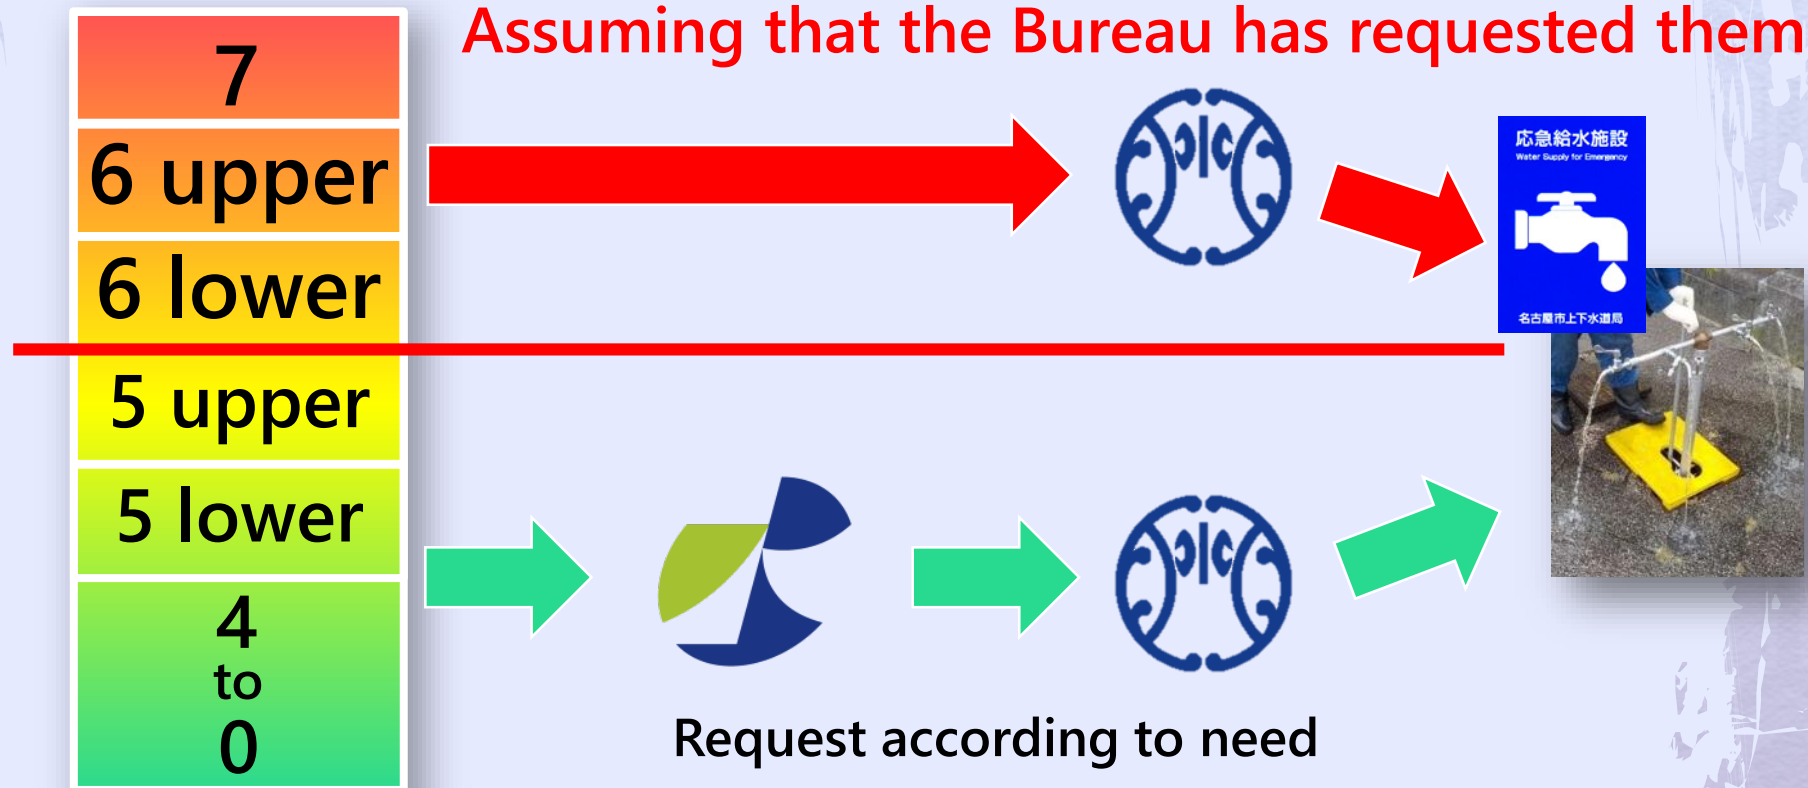 Assuming that the Bureau has requested them
7
6 upper
6 lower
5 upper
5 lower
4
to
0
応急給水施設
Water Supply for Emergency
名古屋市上下水道局
Request according to need